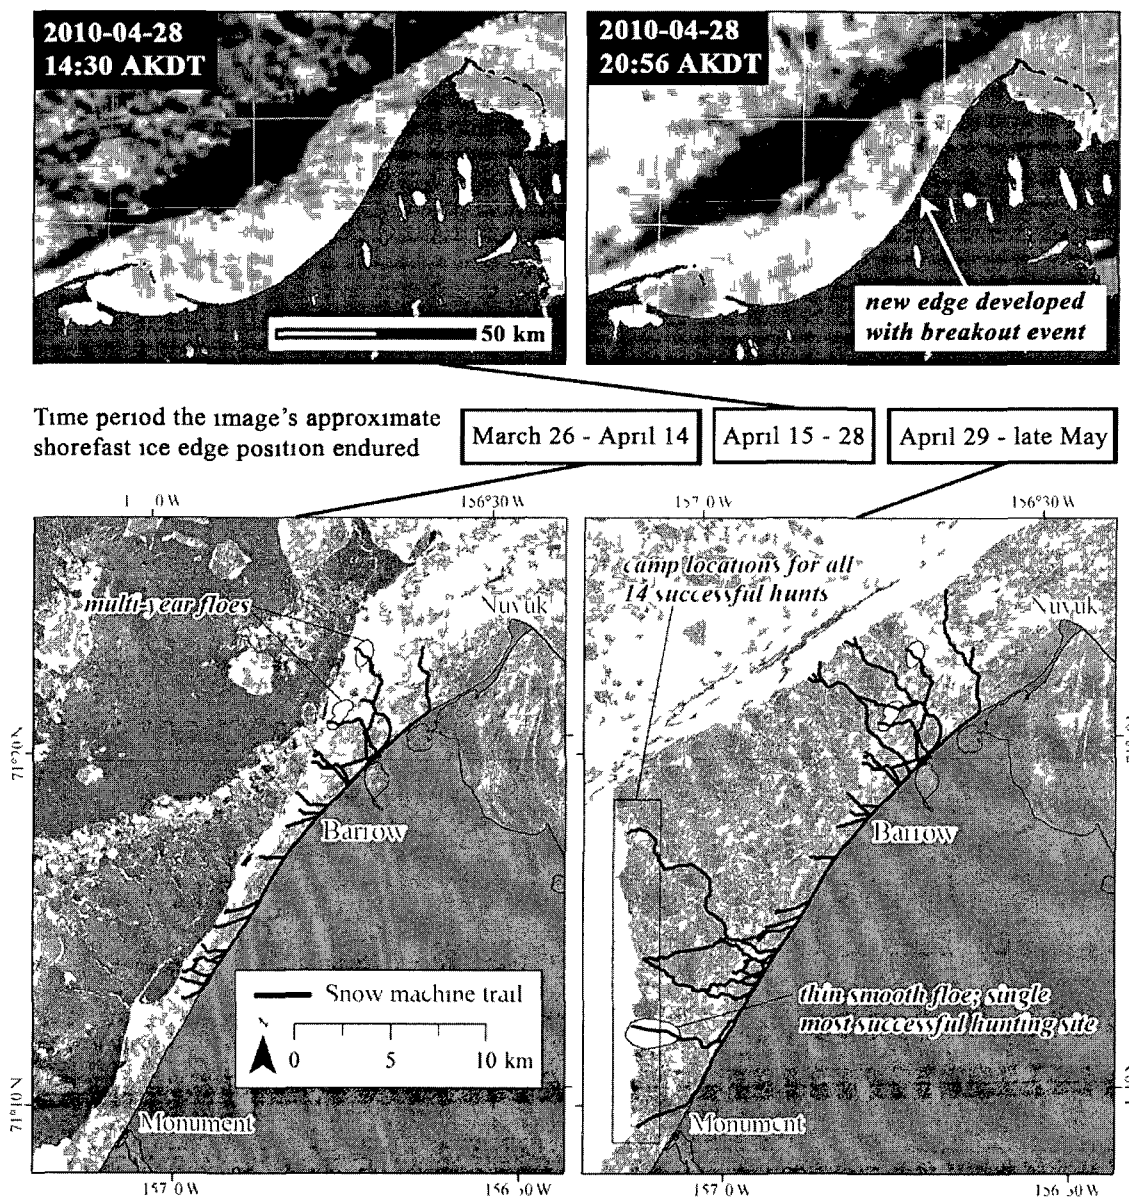 2010-04-28
14:30 AKDT
2010-04-28
20:56 AKDT
50 km
new edge developed
with breakout event
Time period the image's approximate
shorefast ice edge position endured
March 26 - April 14
April 15 - 28
April 29 - late May
156°30 W
157 0 W
156°30 W
multi-year floes
Nuvuk
camp locations for all
14 successful hunts
Nuvuk
71°20 N
Barrow
Barrow
Snow machine trail
N
0 5 10 km
thin smooth floe; single
most successful hunting site
71°10 N
Monument
Monument
157 0 W
157 0 W